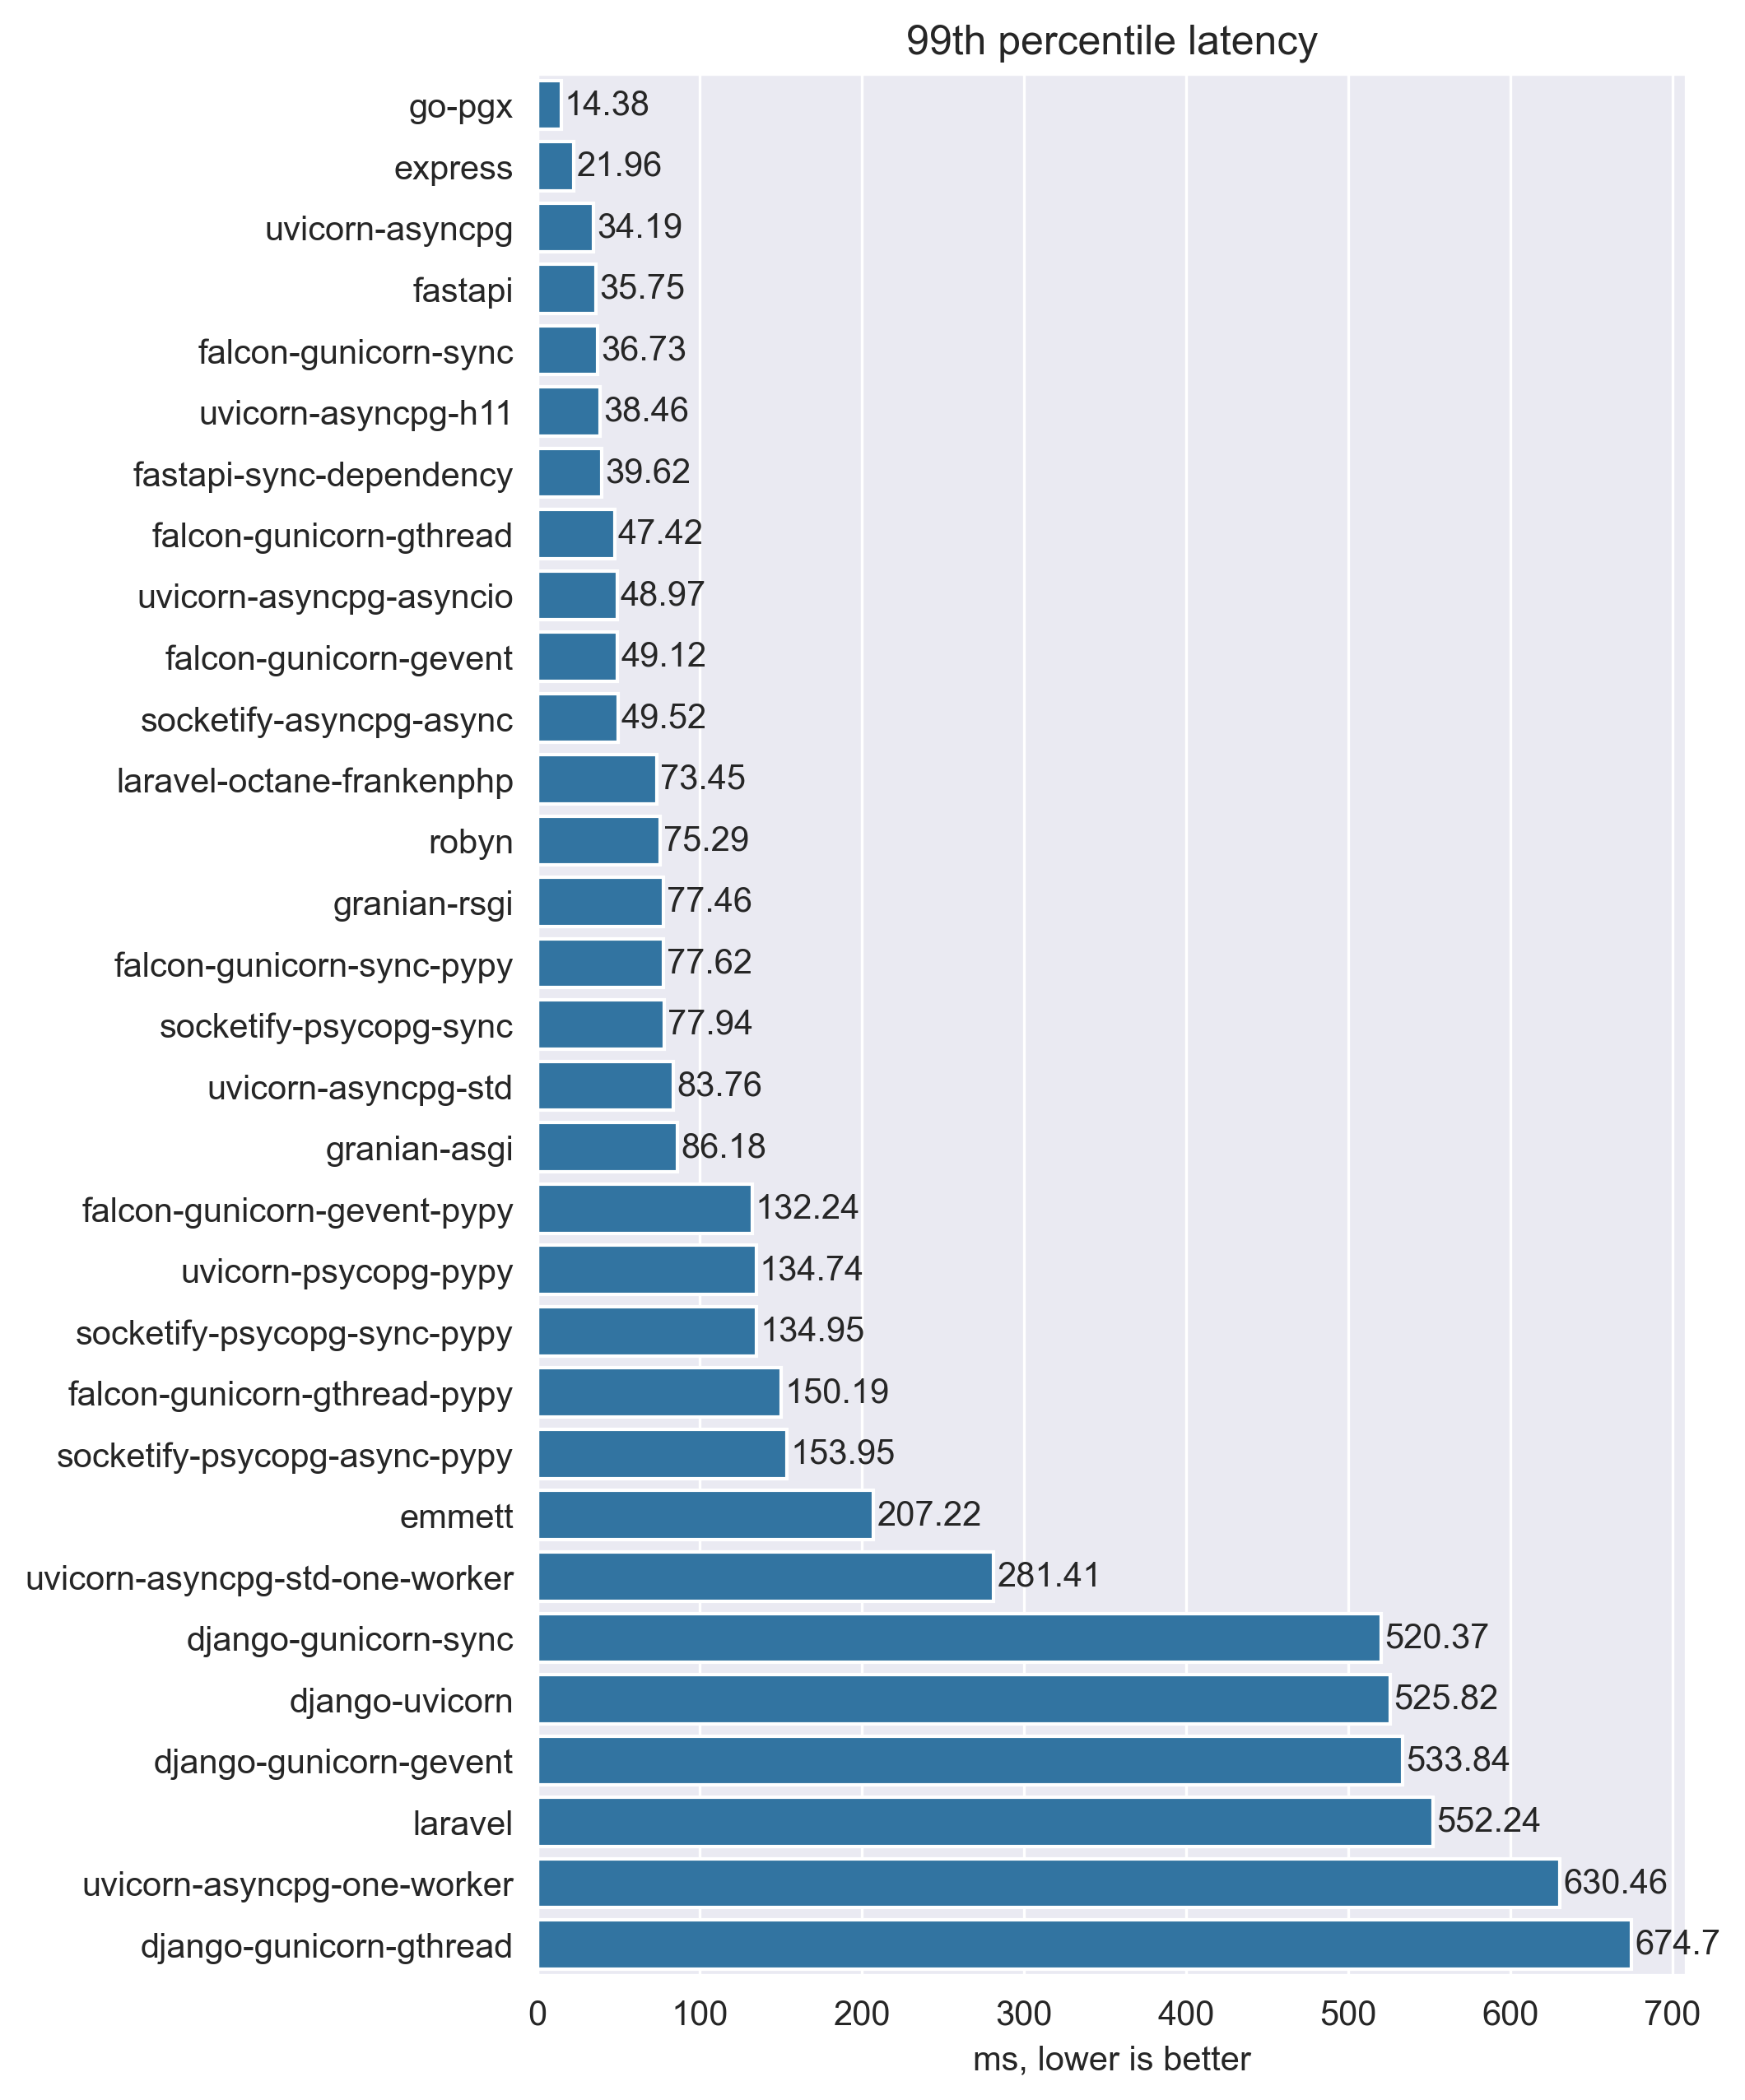 99th percentile latency
go-pgx 14.38
express 21.96
uvicorn-asyncpg 34.19
fastapi 35.75
falcon-gunicorn-sync 36.73
uvicorn-asyncpg-h11 38.46
fastapi-sync-dependency 39.62
falcon-gunicorn-gthread 47.42
uvicorn-asyncpg-asyncio 48.97
falcon-gunicorn-gevent 49.12
socketify-asyncpg-async 49.52
laravel-octane-frankenphp 73.45
robyn 75.29
granian-rsgi 77.46
falcon-gunicorn-sync-pypy 77.62
socketify-psycopg-sync 77.94
uvicorn-asyncpg-std 83.76
granian-asgi 86.18
falcon-gunicorn-gevent-pypy 132.24
uvicorn-psycopg-pypy 134.74
socketify-psycopg-sync-pypy 134.95
falcon-gunicorn-gthread-pypy 150.19
socketify-psycopg-async-pypy 153.95
emmett 207.22
uvicorn-asyncpg-std-one-worker 281.41
django-gunicorn-sync 520.37
django-uvicorn 525.82
django-gunicorn-gevent 533.84
laravel 552.24
uvicorn-asyncpg-one-worker 630.46
django-gunicorn-gthread 674.7
0 100 200 300 400 500 600 700
ms, lower is better